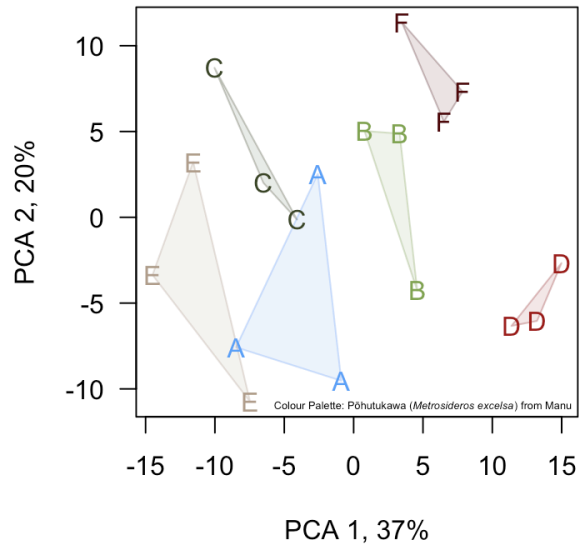 F
10
C
F
F
B
B
5
E
C
A
0
C
PCA 2, 20%
D
E
B
-5
D
D
A
A
-10
E
Colour Palette: Pōhutukawa (Metrosideros excelsa) from Manu
-15
-10
-5
0
5
10
15
PCA 1, 37%